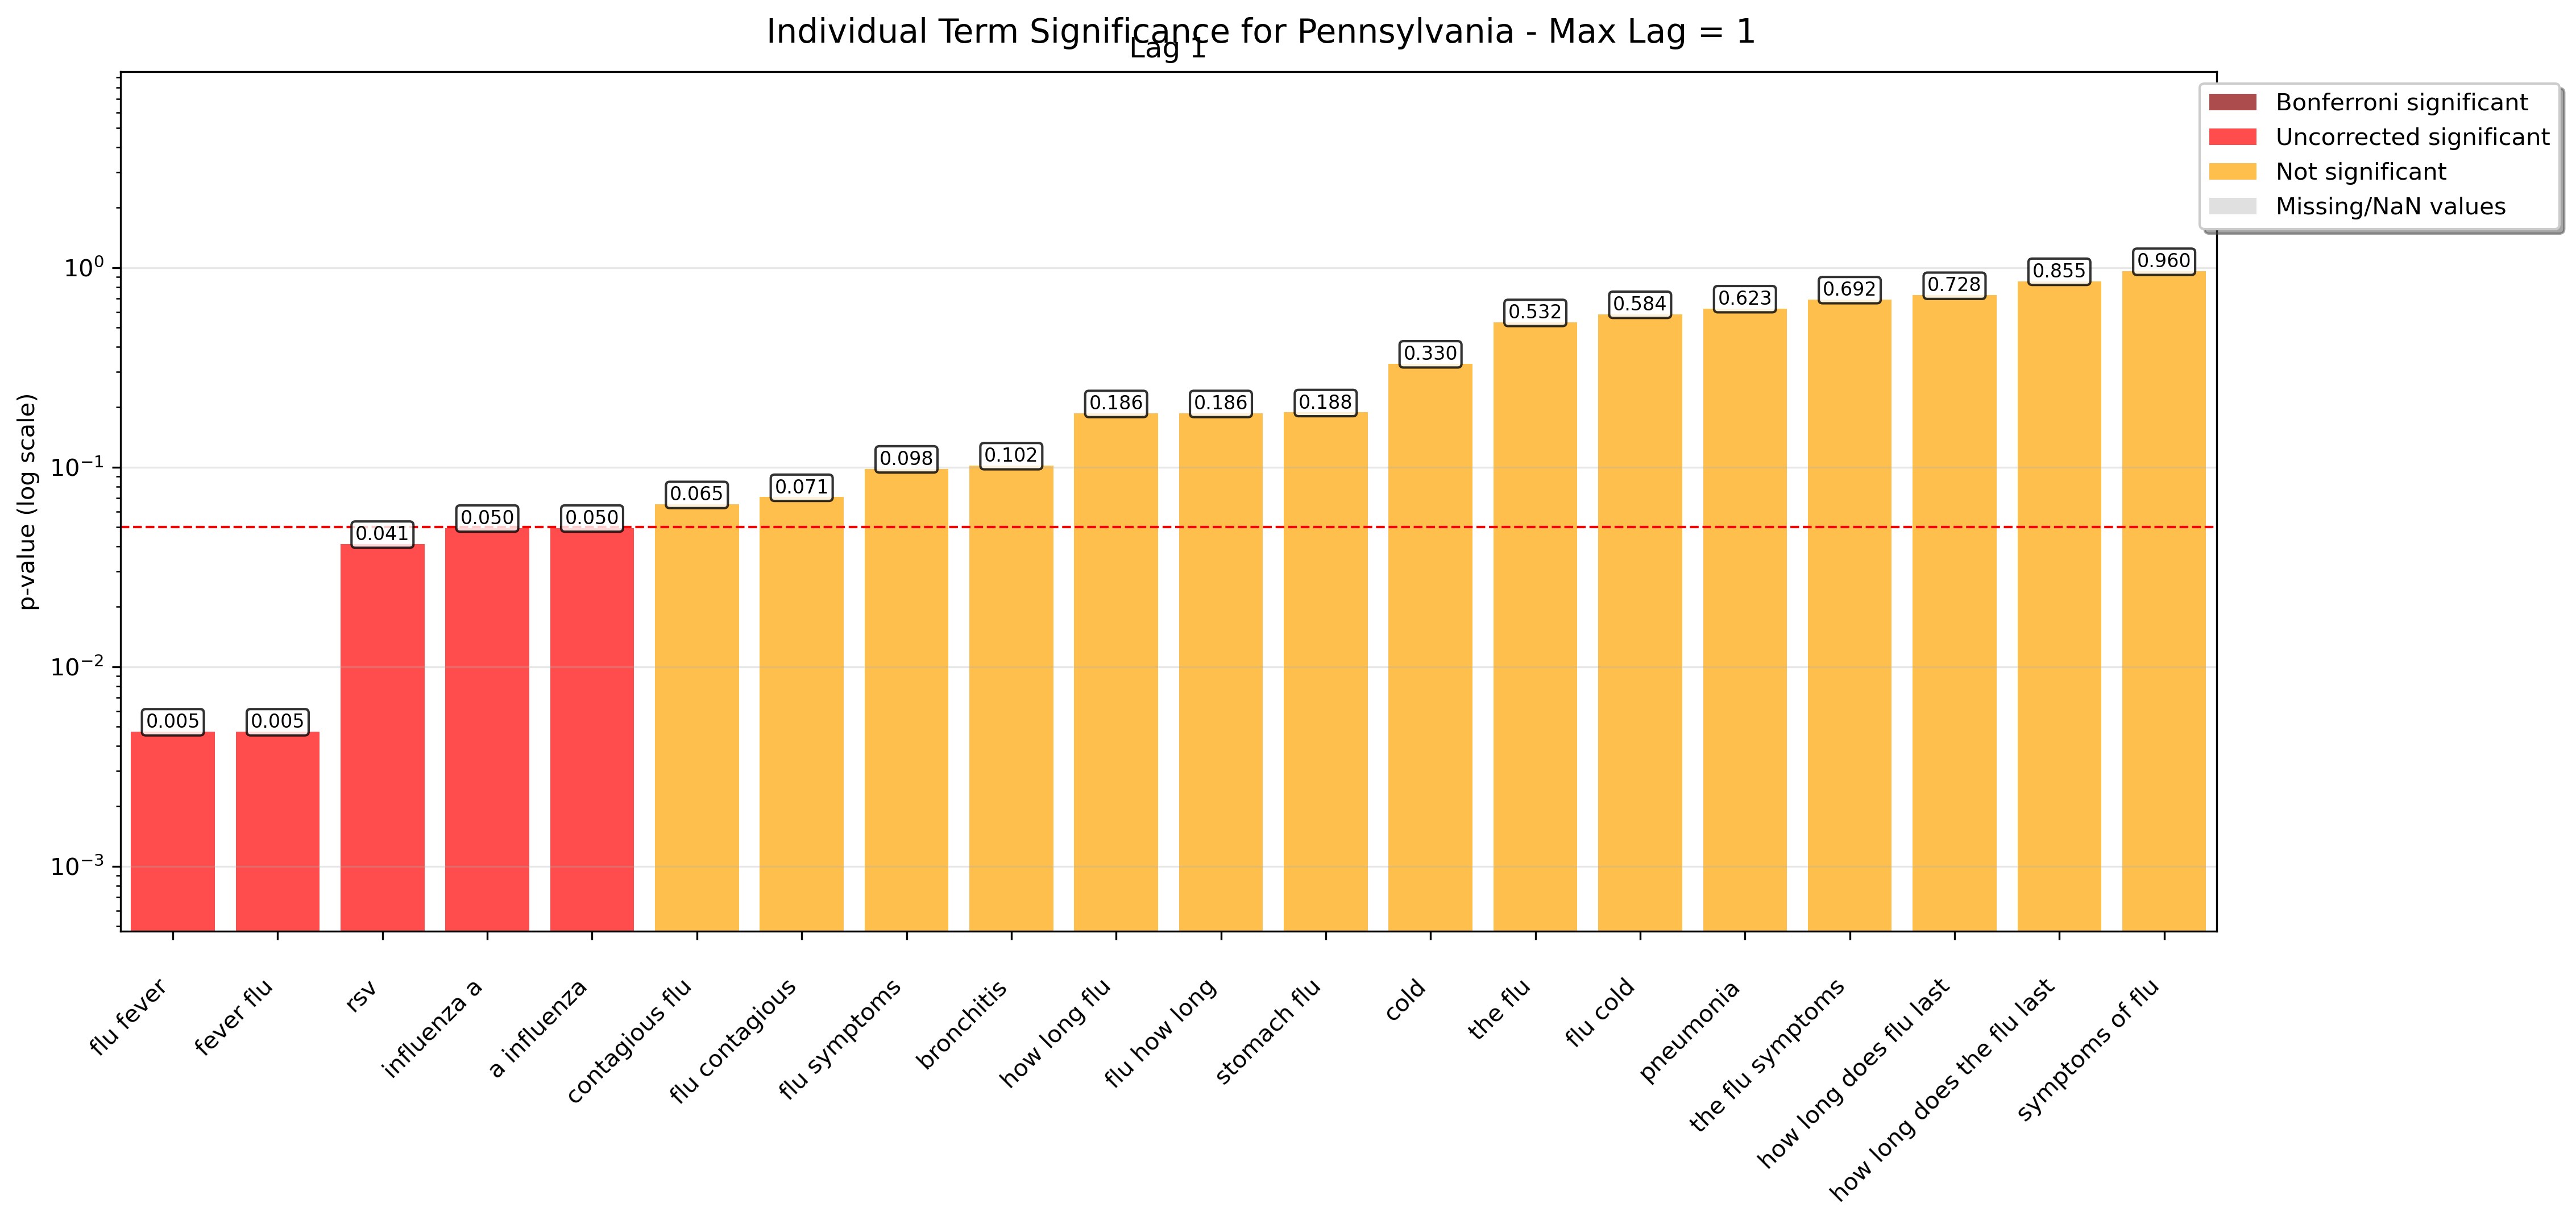 Individual Term Significance for Pennsylvania - Max Lag = 1
Lag 1
Bonferroni significant
Uncorrected significant
Not significant
Missing/NaN values
p-value (log scale)
10⁰
10⁻¹
10⁻²
10⁻³
0.005
0.005
0.041
0.050
0.050
0.065
0.071
0.098
0.102
0.186
0.186
0.188
0.330
0.532
0.584
0.623
0.692
0.728
0.855
0.960
flu fever
fever flu
rsv
influenza a
a influenza
contagious flu
flu contagious
flu symptoms
bronchitis
how long flu
flu how long
stomach flu
cold
the flu
flu cold
pneumonia
the flu symptoms
how long does flu last
how long does the flu last
symptoms of flu